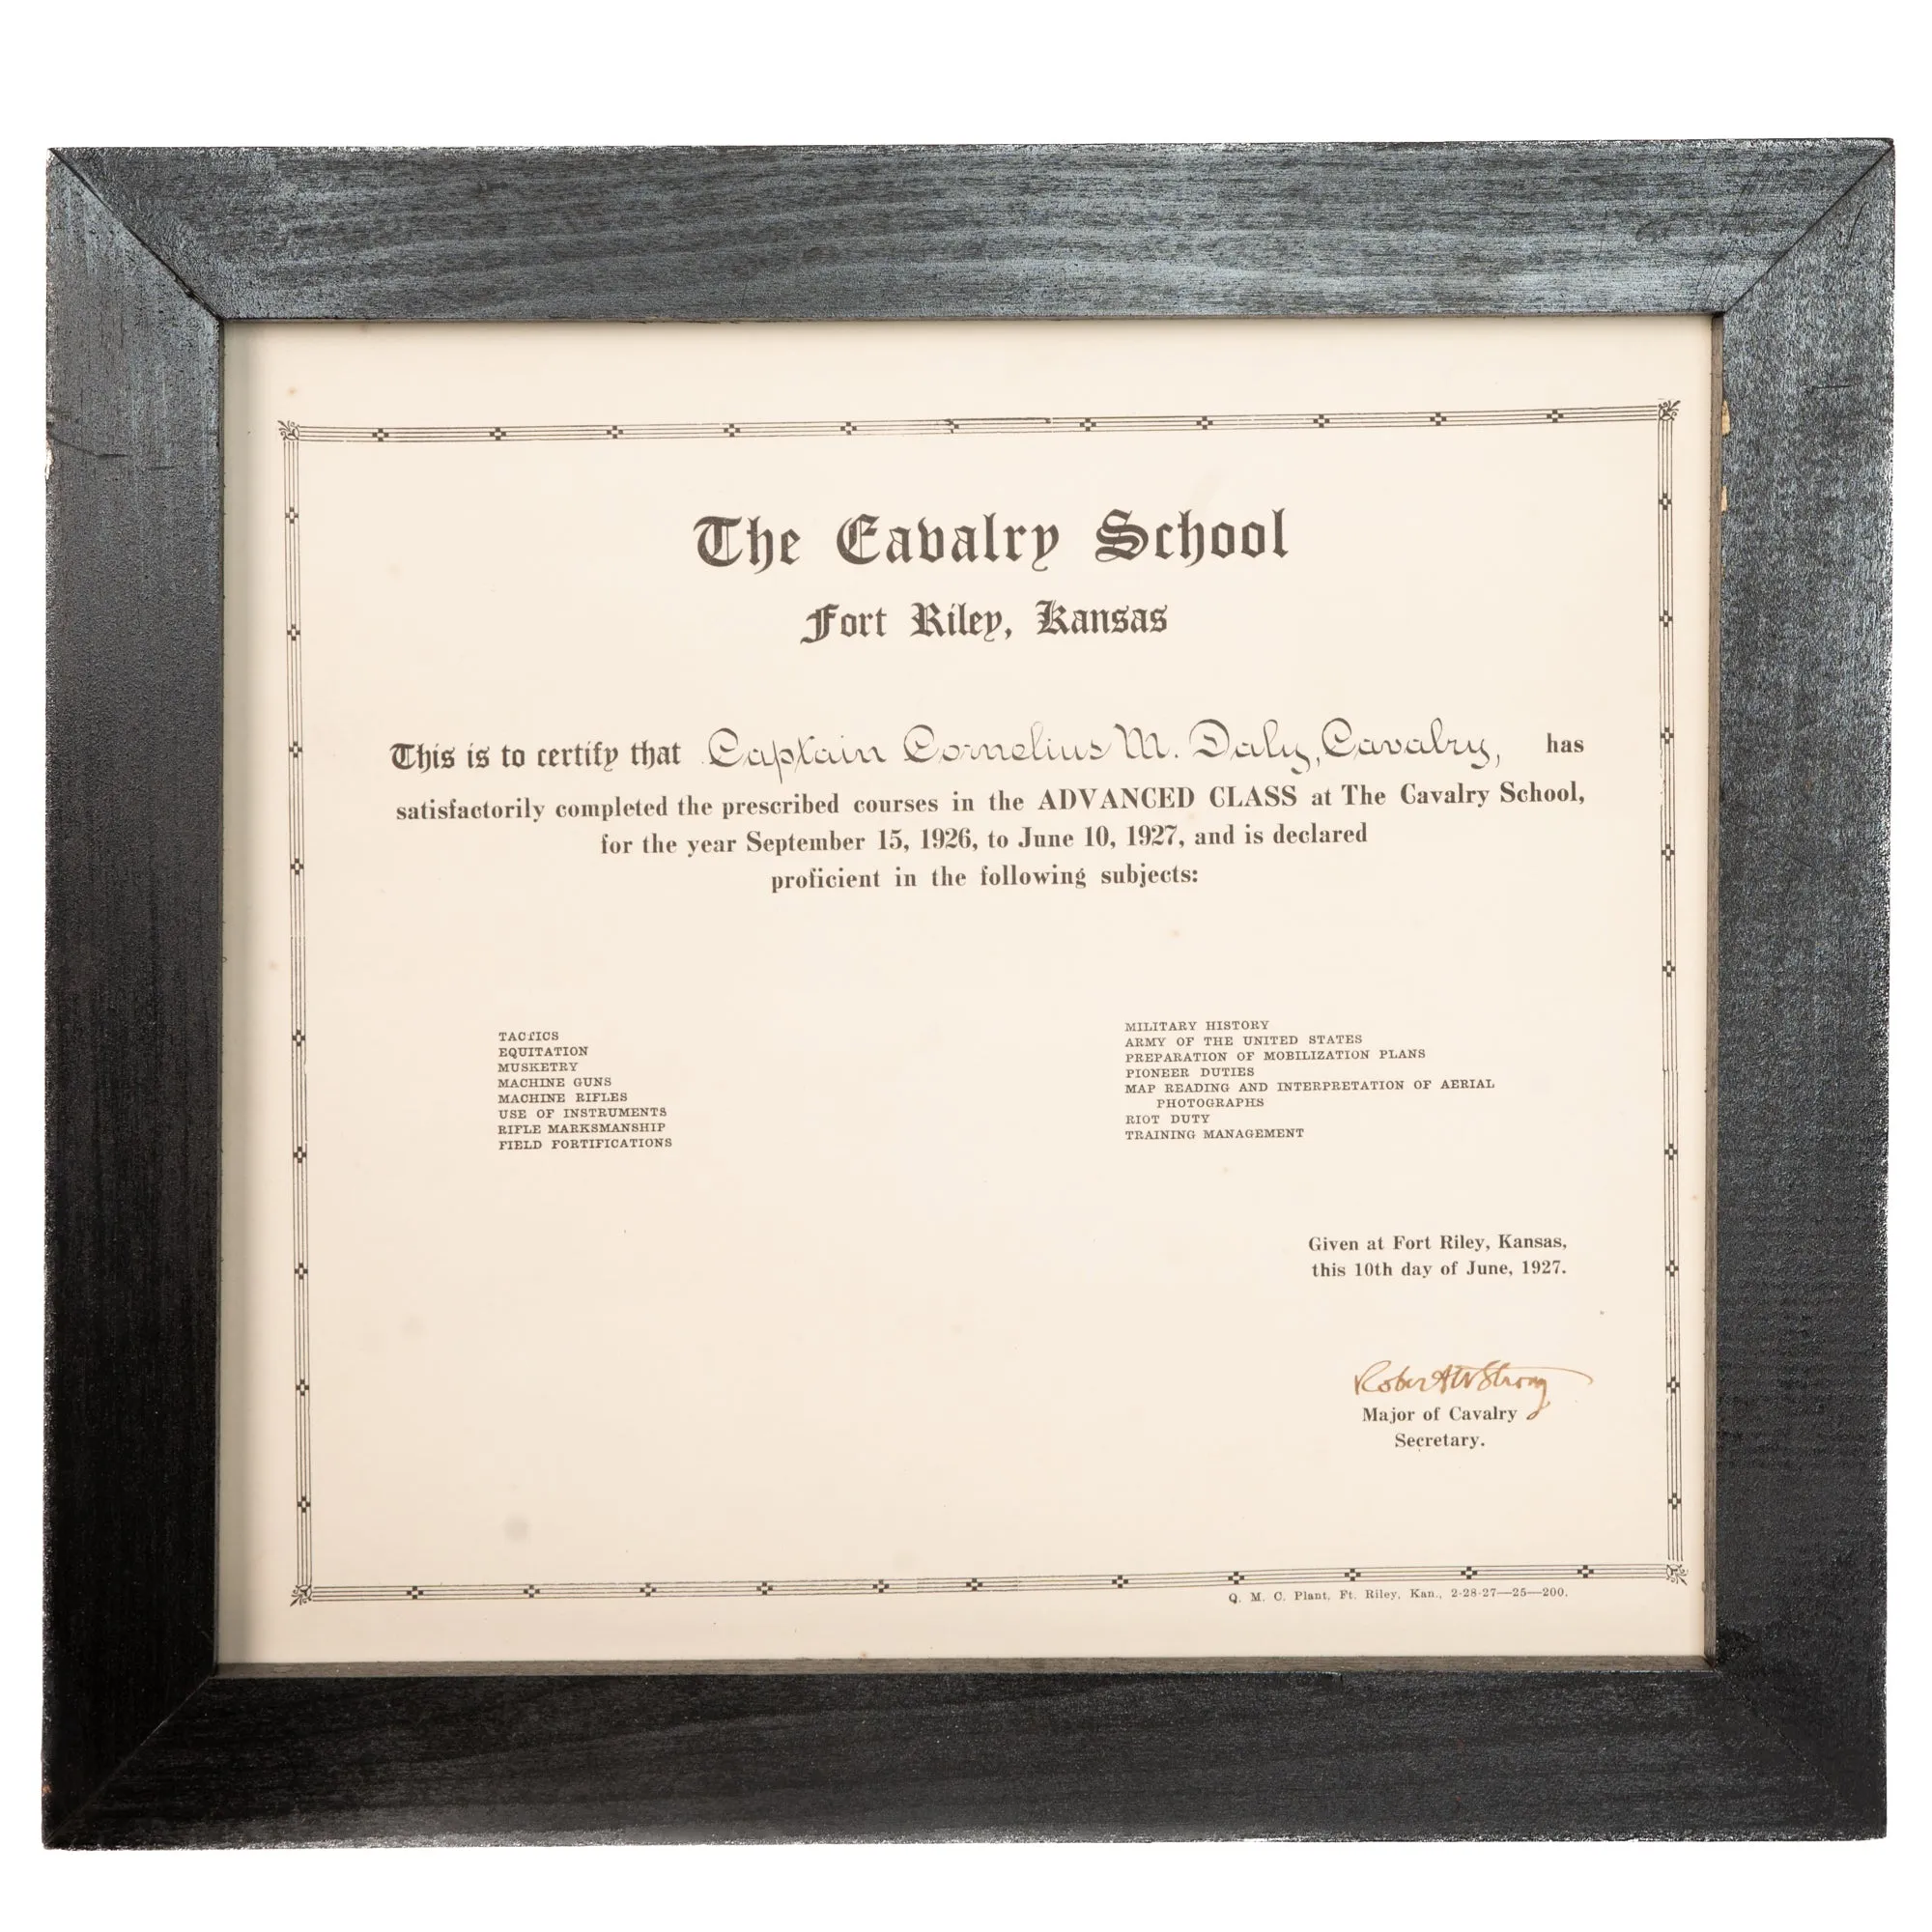 The Cavalry School
Fort Riley, Kansas
This is to certify that Captain Cornelius M. Daly, Cavalry, has
satisfactorily completed the prescribed courses in the ADVANCED CLASS at The Cavalry School,
for the year September 15, 1926, to June 10, 1927, and is declared
proficient in the following subjects:
TACTICS
EQUITATION
MUSKETRY
MACHINE GUNS
MACHINE RIFLES
USE OF INSTRUMENTS
RIFLE MARKSMANSHIP
FIELD FORTIFICATIONS
MILITARY HISTORY
ARMY OF THE UNITED STATES
PREPARATION OF MOBILIZATION PLANS
PIONEER DUTIES
MAP READING AND INTERPRETATION OF AERIAL
PHOTOGRAPHS
RIOT DUTY
TRAINING MANAGEMENT
Given at Fort Riley, Kansas,
this 10th day of June, 1927.
Robert W Strong
Major of Cavalry
Secretary.
Q. M. C. Plant, Ft. Riley, Kan., 2-28-27—25—200.